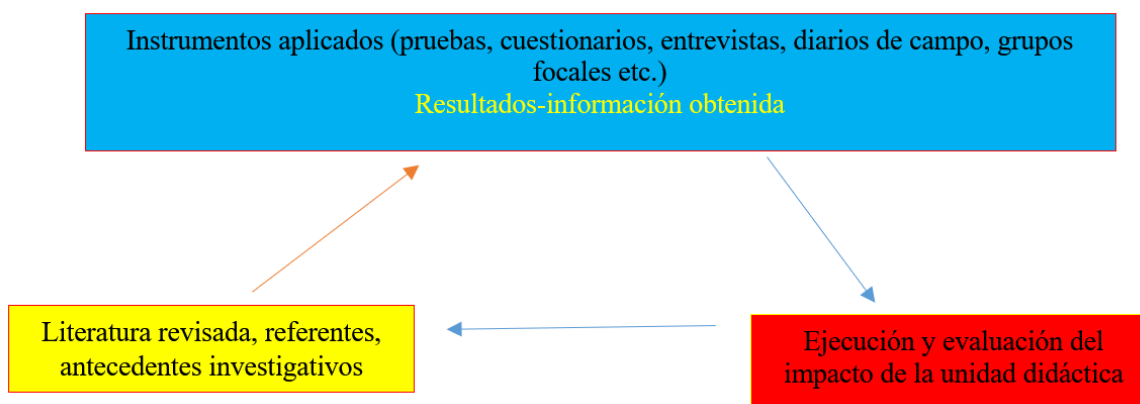 Instrumentos aplicados (pruebas, cuestionarios, entrevistas, diarios de campo, grupos
focales etc.)
Resultados-información obtenida
Literatura revisada, referentes,
antecedentes investigativos
Ejecución y evaluación del
impacto de la unidad didáctica